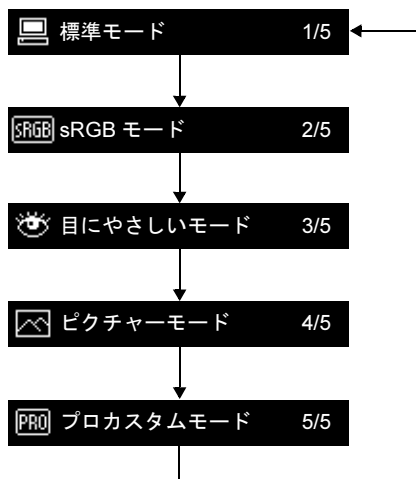 標準モード 1/5
sRGB sRGB モード 2/5
目にやさしいモード 3/5
ピクチャーモード 4/5
PRO プロカスタムモード 5/5